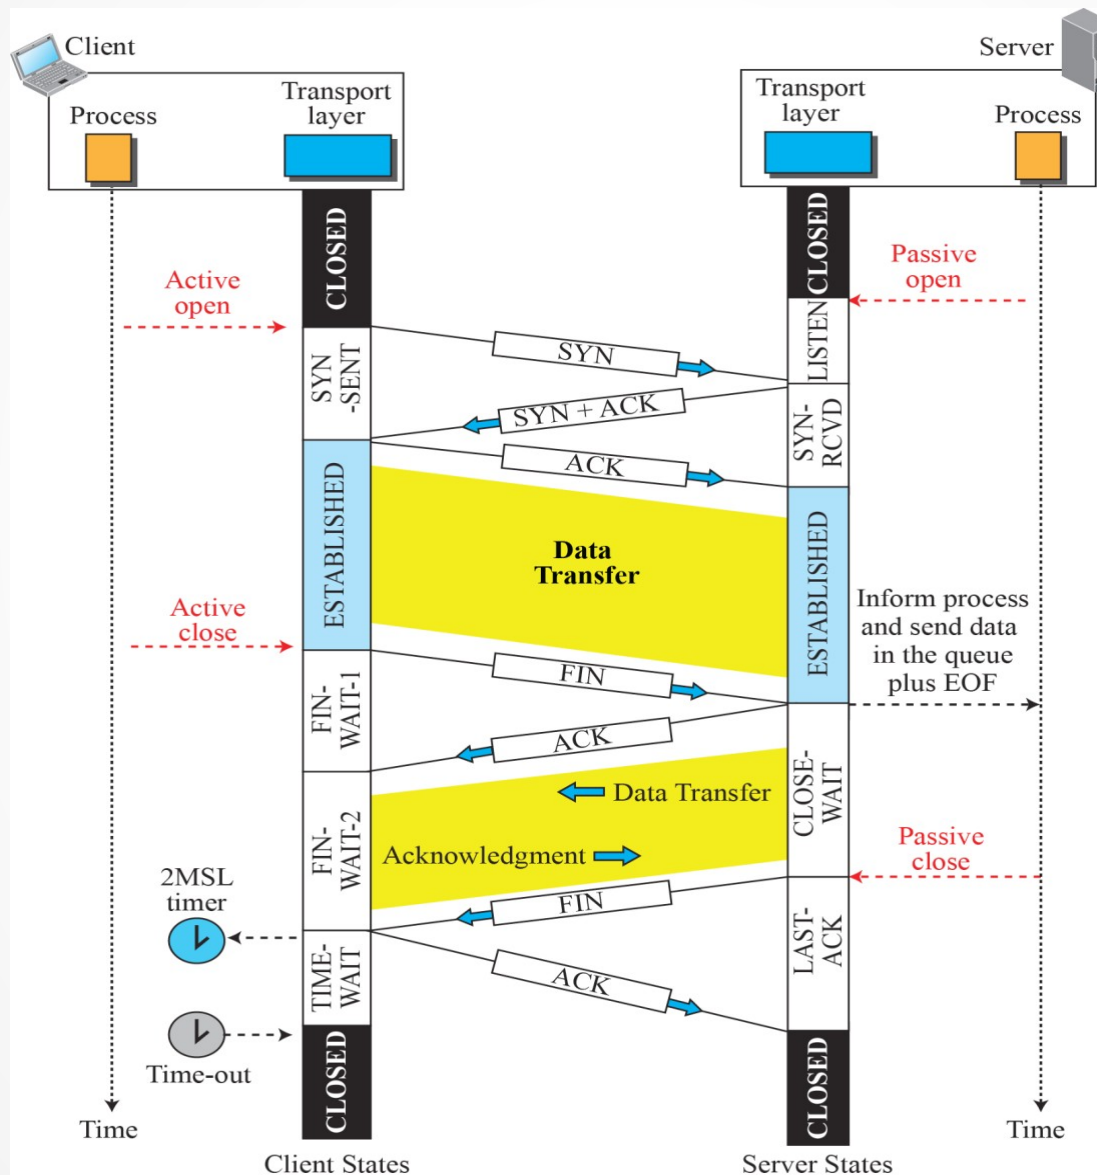 Client
Server
Process
Transport
layer
Transport
layer
Process
CLOSED
CLOSED
Active
open
Passive
open
SYN
-SENT
SYN
LISTEN
SYN + ACK
SYN-
RCVD
ACK
ESTABLISHED
Data
Transfer
ESTABLISHED
Active
close
Inform process
and send data
in the queue
plus EOF
FIN
FIN-
WAIT-1
ACK
CLOSE-
WAIT
Data Transfer
FIN-
WAIT-2
Acknowledgment
Passive
close
2MSL
timer
FIN
LAST-
ACK
TIME-
WAIT
ACK
Time-out
CLOSED
CLOSED
Time
Time
Client States
Server States